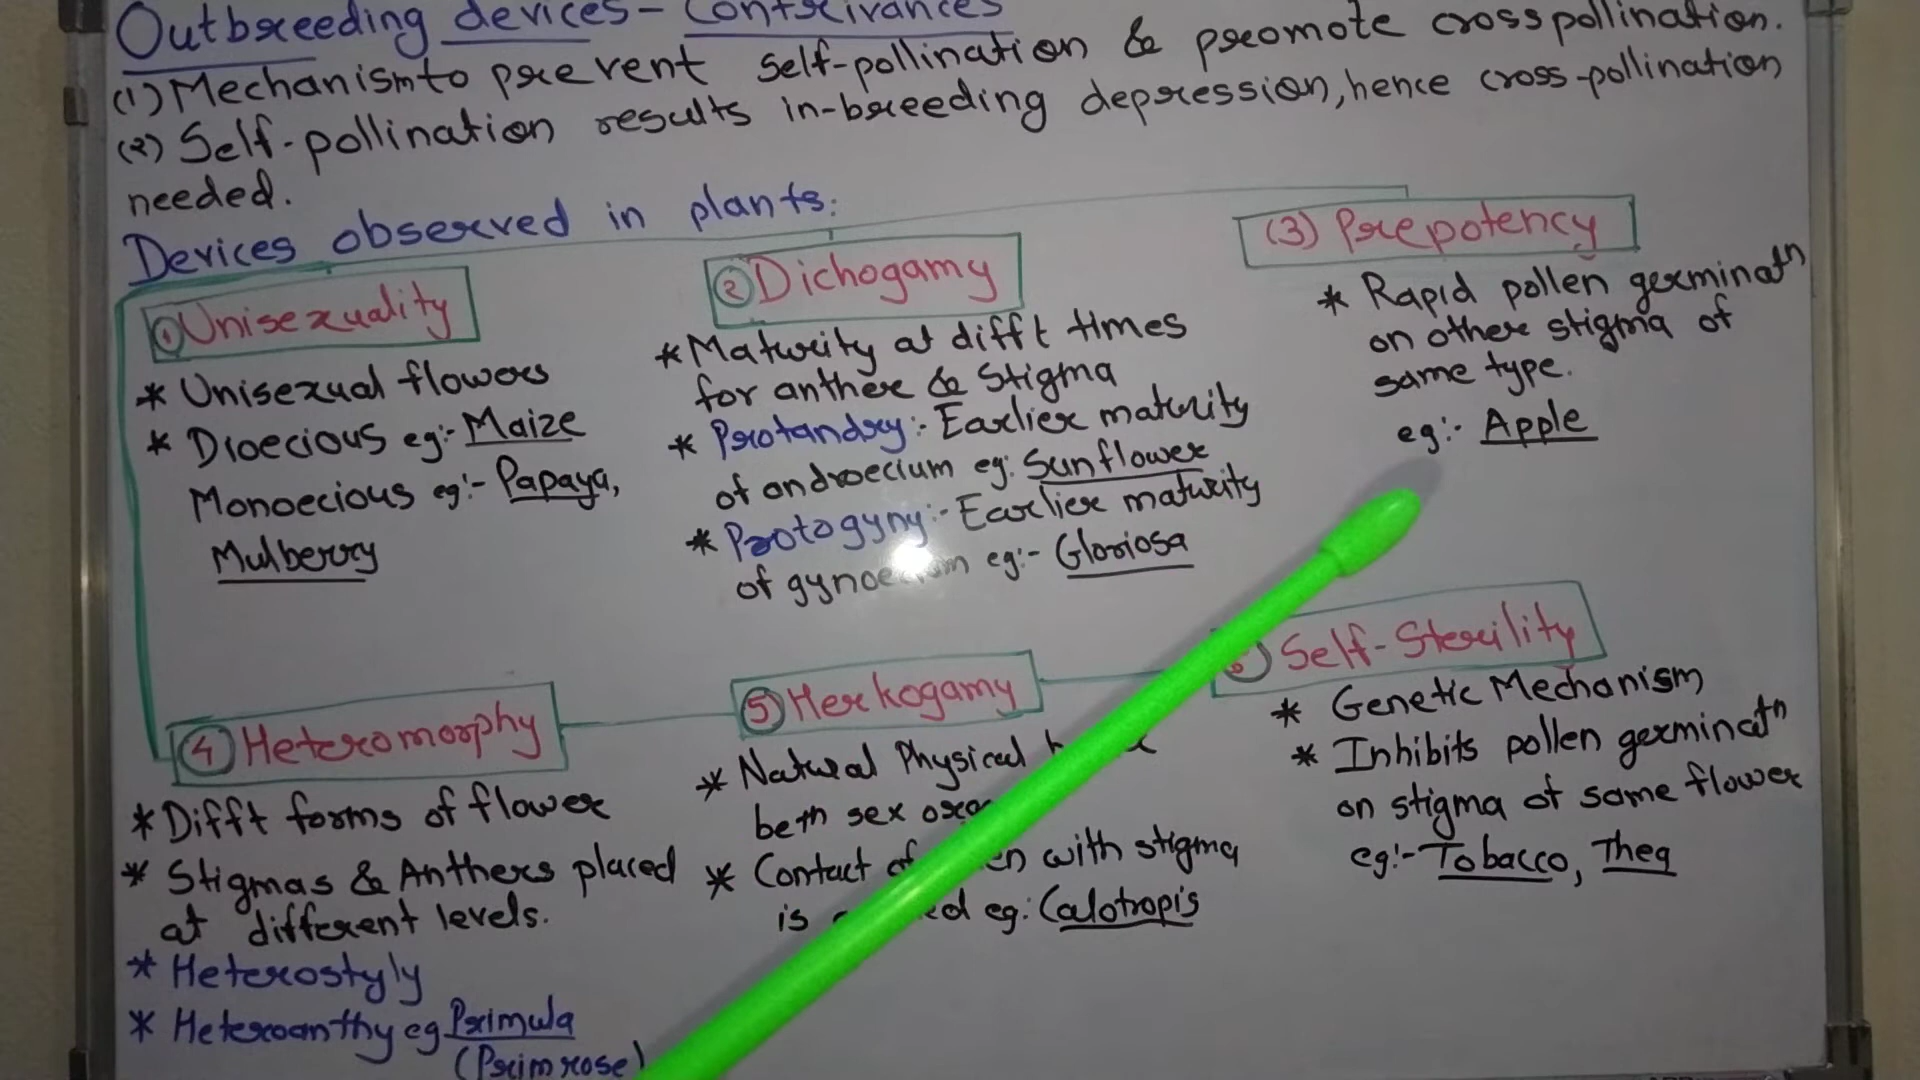 Outbreeding devices - Contrivances
(1) Mechanism to prevent self-pollination & promote cross pollination.
(2) Self-pollination results in-breeding depression, hence cross-pollination
needed.
Devices observed in plants:
① Unisexuality
* Unisexual flowers
* Dioecious eg:- Maize
Monoecious eg:- Papaya,
Mulberry
② Dichogamy
* Maturity at difft times
for anther & Stigma
* Protandry:- Earlier maturity
of androecium eg: Sunflower
* Protogyny:- Earlier maturity
of gynoecium eg:- Gloriosa
(3) Prepotency
* Rapid pollen germinatn
on other stigma of
same type.
eg:- Apple
④ Heteromorphy
* Difft forms of flower
* Stigmas & Anthers placed
at different levels.
* Heterostyly
* Heteroanthy eg Primula
(Primrose)
⑤ Herkogamy
* Natural Physical
betn sex
* Contact with stigma
is eg: Calotropis
Self-Sterility
* Genetic Mechanism
* Inhibits pollen germinatn
on stigma of same flower
eg:- Tobacco, Thea